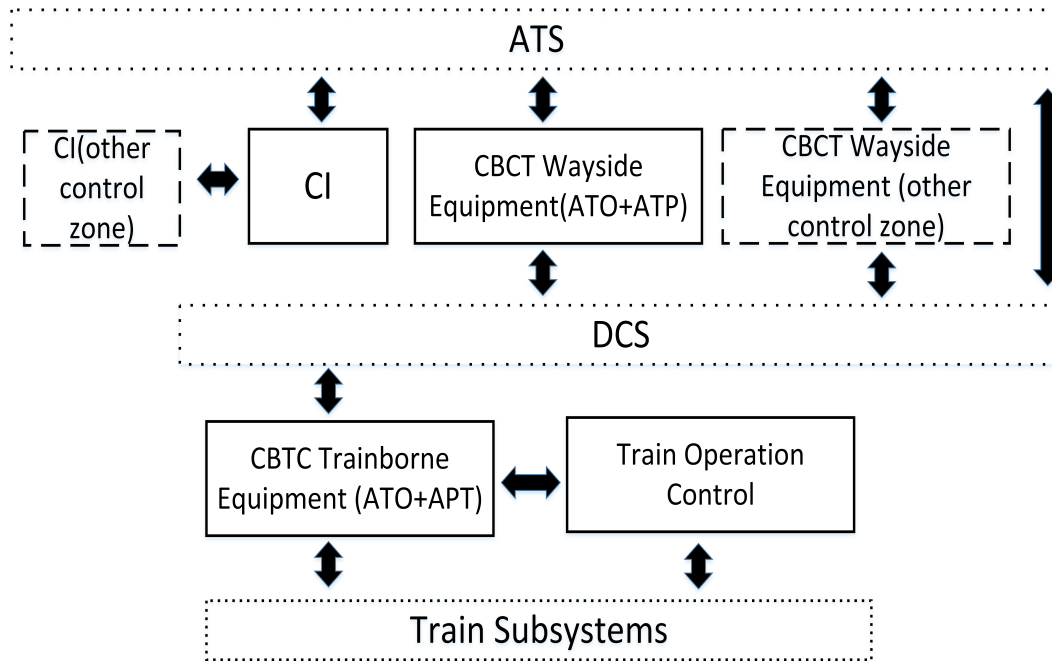 ATS
CI(other
control
zone)
CI
CBCT Wayside
Equipment(ATO+ATP)
CBCT Wayside
Equipment (other
control zone)
DCS
CBTC Trainborne
Equipment (ATO+APT)
Train Operation
Control
Train Subsystems